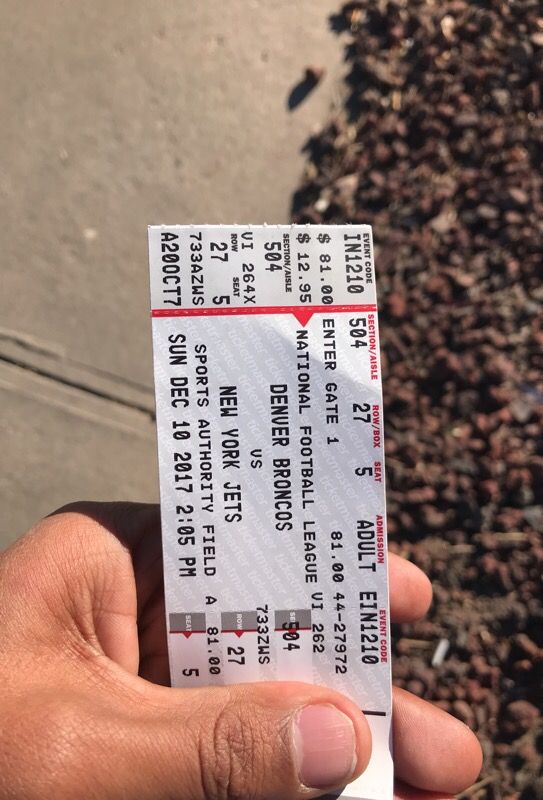 EVENT CODE
IN1210
$ 81.00
$ 12.95
SECTION/AISLE
504
VI 264X
ROW SEAT
27 5
733AZWS
A20OCT7
SECTION/AISLE ROW/BOX SEAT ADMISSION EVENT CODE
504 27 5 ADULT EIN1210
ENTER GATE 1 81.00 44-27972
NATIONAL FOOTBALL LEAGUE VI 262
DENVER BRONCOS
VS
NEW YORK JETS
SPORTS AUTHORITY FIELD A 81.00
SUN DEC 10 2017 2:05 PM
504
733ZWS
ROW
27
SEAT
5